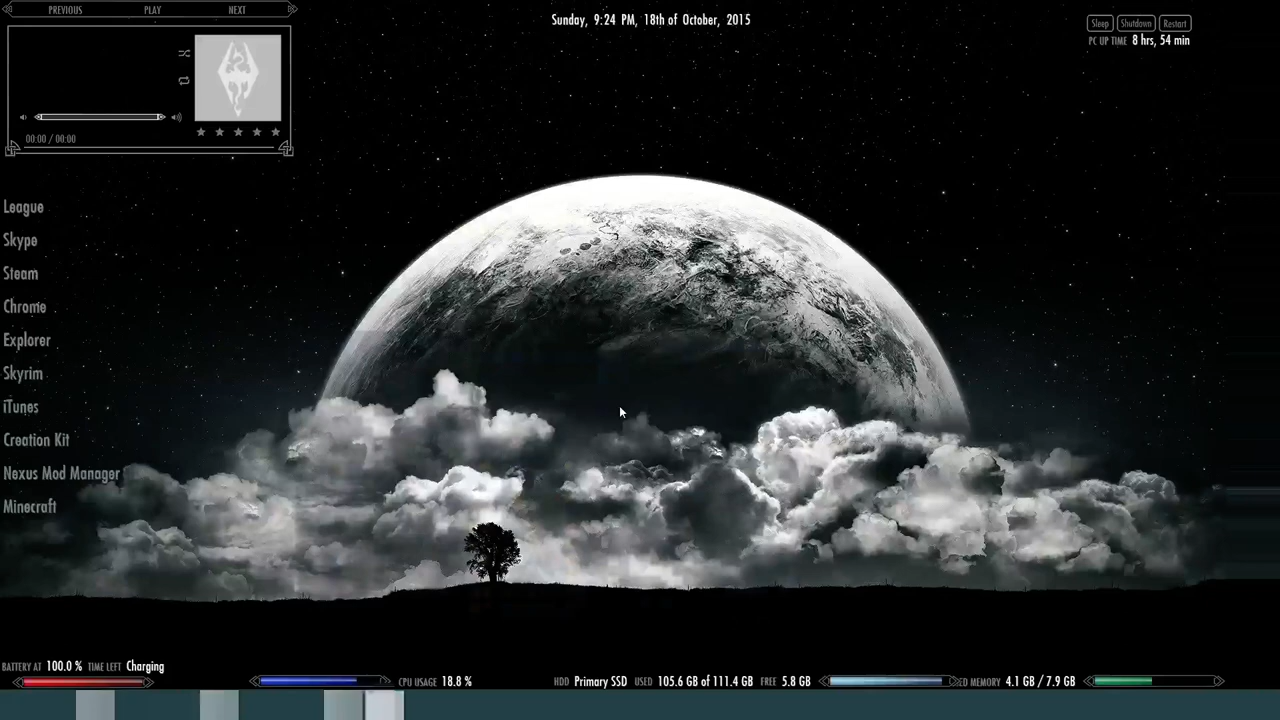 PREVIOUS PLAY NEXT
Sunday, 9:24 PM, 18th of October, 2015
Sleep Shutdown Restart
PC UP TIME 8 hrs, 54 min
00:00 / 00:00
League
Skype
Steam
Chrome
Explorer
Skyrim
iTunes
Creation Kit
Nexus Mod Manager
Minecraft
BATTERY AT 100.0 % TIME LEFT Charging
CPU USAGE 18.8 %
HDD Primary SSD USED 105.6 GB of 111.4 GB FREE 5.8 GB
ED MEMORY 4.1 GB / 7.9 GB